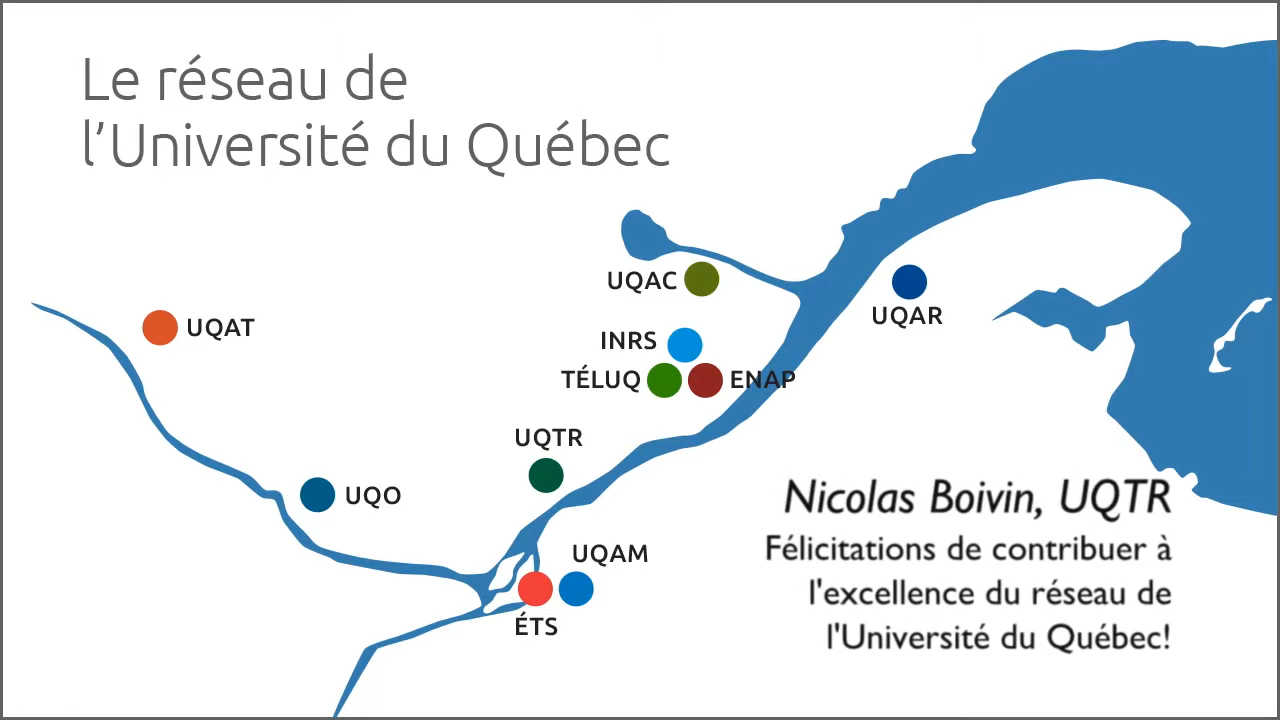 Le réseau de
l’Université du Québec
UQAC
UQAR
UQAT
INRS
TÉLUQ
ENAP
UQTR
UQO
UQAM
ÉTS
Nicolas Boivin, UQTR
Félicitations de contribuer à
l'excellence du réseau de
l'Université du Québec!